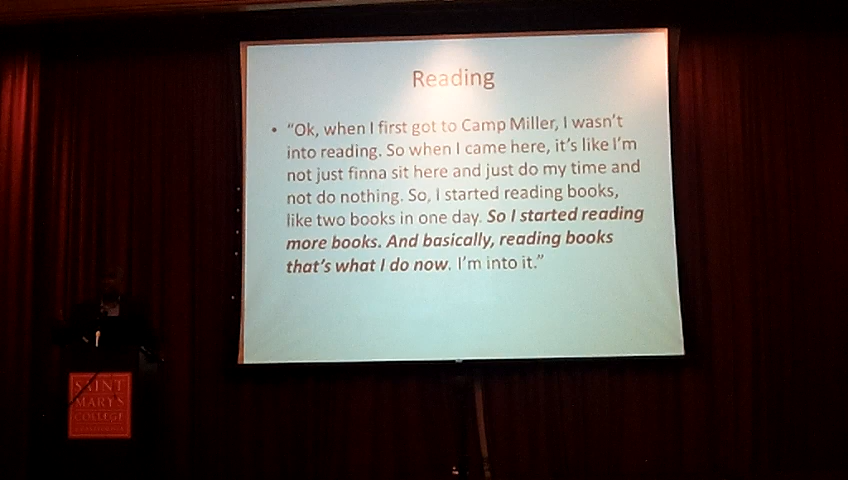 Reading
• “Ok, when I first got to Camp Miller, I wasn’t
into reading. So when I came here, it’s like I’m
not just finna sit here and just do my time and
not do nothing. So, I started reading books,
like two books in one day. So I started reading
more books. And basically, reading books
that’s what I do now. I’m into it.”
SAINT
MARY'S
COLLEGE